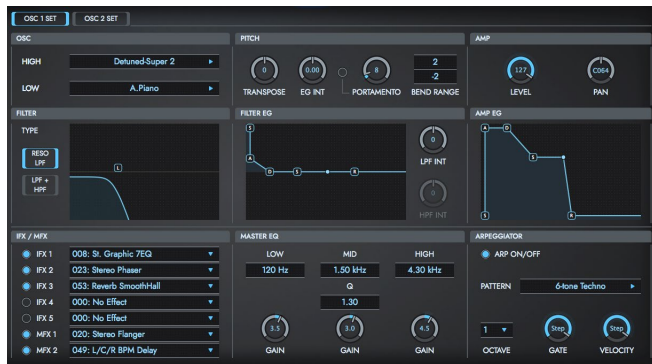 OSC 1 SET OSC 2 SET
OSC
HIGH Detuned-Super 2
LOW A.Piano
PITCH
0 0.00 8 2
-2
TRANSPOSE EG INT PORTAMENTO BEND RANGE
AMP
127 C064
LEVEL PAN
FILTER
TYPE
RESO
LPF
LPF +
HPF
L
FILTER EG
S
A
D S R
0
LPF INT
0
HPF INT
AMP EG
A D
S
S R
IFX / MFX
IFX 1 008: St. Graphic 7EQ
IFX 2 023: Stereo Phaser
IFX 3 053: Reverb SmoothHall
IFX 4 000: No Effect
IFX 5 000: No Effect
MFX 1 020: Stereo Flanger
MFX 2 049: L/C/R BPM Delay
MASTER EQ
LOW MID HIGH
120 Hz 1.50 kHz 4.30 kHz
Q
1.30
3.5 3.0 4.5
GAIN GAIN GAIN
ARPEGGIATOR
ARP ON/OFF
PATTERN 6-tone Techno
1 Step Step
OCTAVE GATE VELOCITY